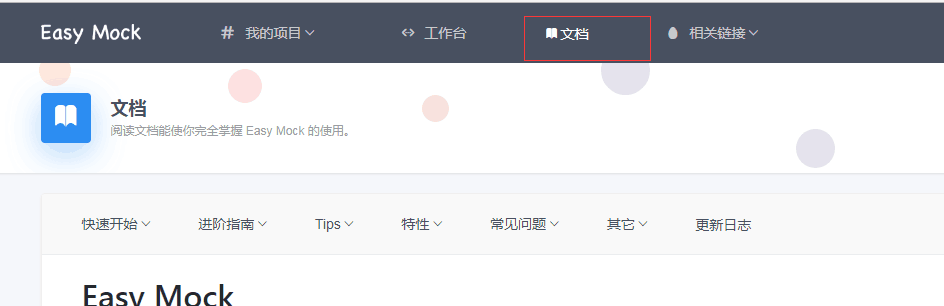 Easy Mock # 我的项目 工作台 文档 相关链接
文档
阅读文档能使你完全掌握 Easy Mock 的使用。
快速开始 进阶指南 Tips 特性 常见问题 其它 更新日志
Easy Mock